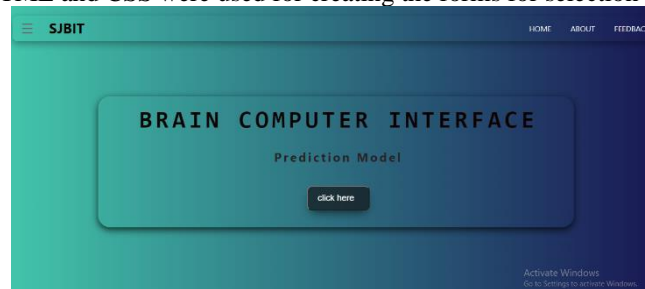 and CSS were used for creating the forms for selection
☰ SJBIT HOME ABOUT FEEDBAC
BRAIN COMPUTER INTERFACE
Prediction Model
click here
Activate Windows
Go to Settings to activate Windows.